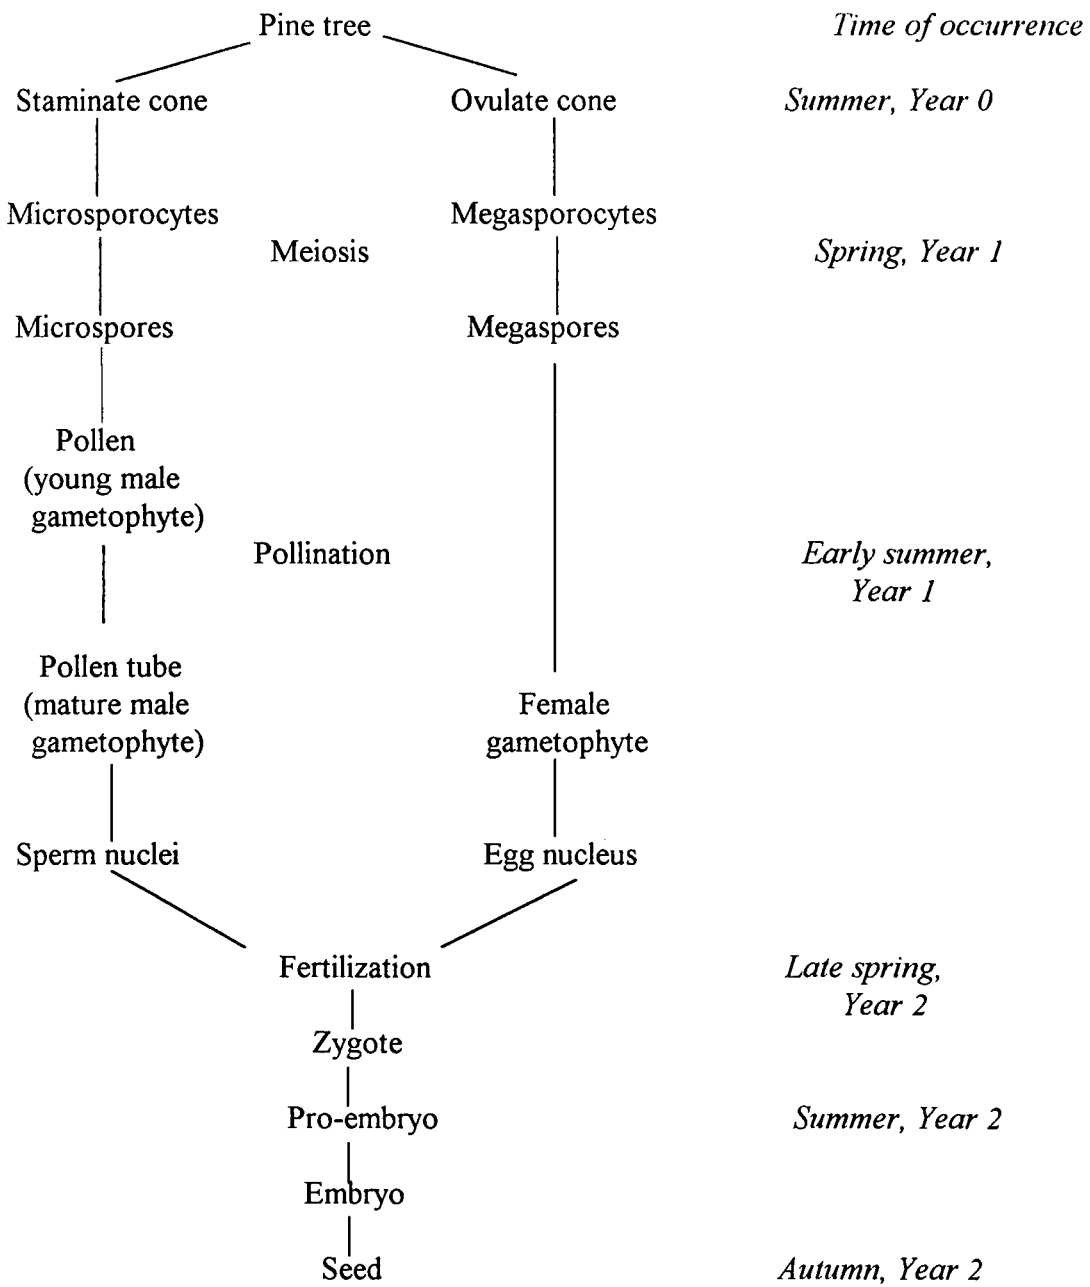 Pine tree
Time of occurrence
Staminate cone
Ovulate cone
Summer, Year 0
Microsporocytes
Megasporocytes
Meiosis
Spring, Year 1
Microspores
Megaspores
Pollen
(young male
gametophyte)
Pollination
Early summer,
Year 1
Pollen tube
(mature male
gametophyte)
Female
gametophyte
Sperm nuclei
Egg nucleus
Fertilization
Late spring,
Year 2
Zygote
Pro-embryo
Summer, Year 2
Embryo
Seed
Autumn, Year 2